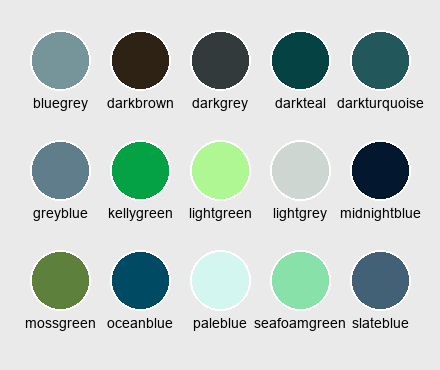 bluegrey darkbrown darkgrey darkteal darkturquoise
greyblue kellygreen lightgreen lightgrey midnightblue
mossgreen oceanblue paleblue seafoamgreen slateblue